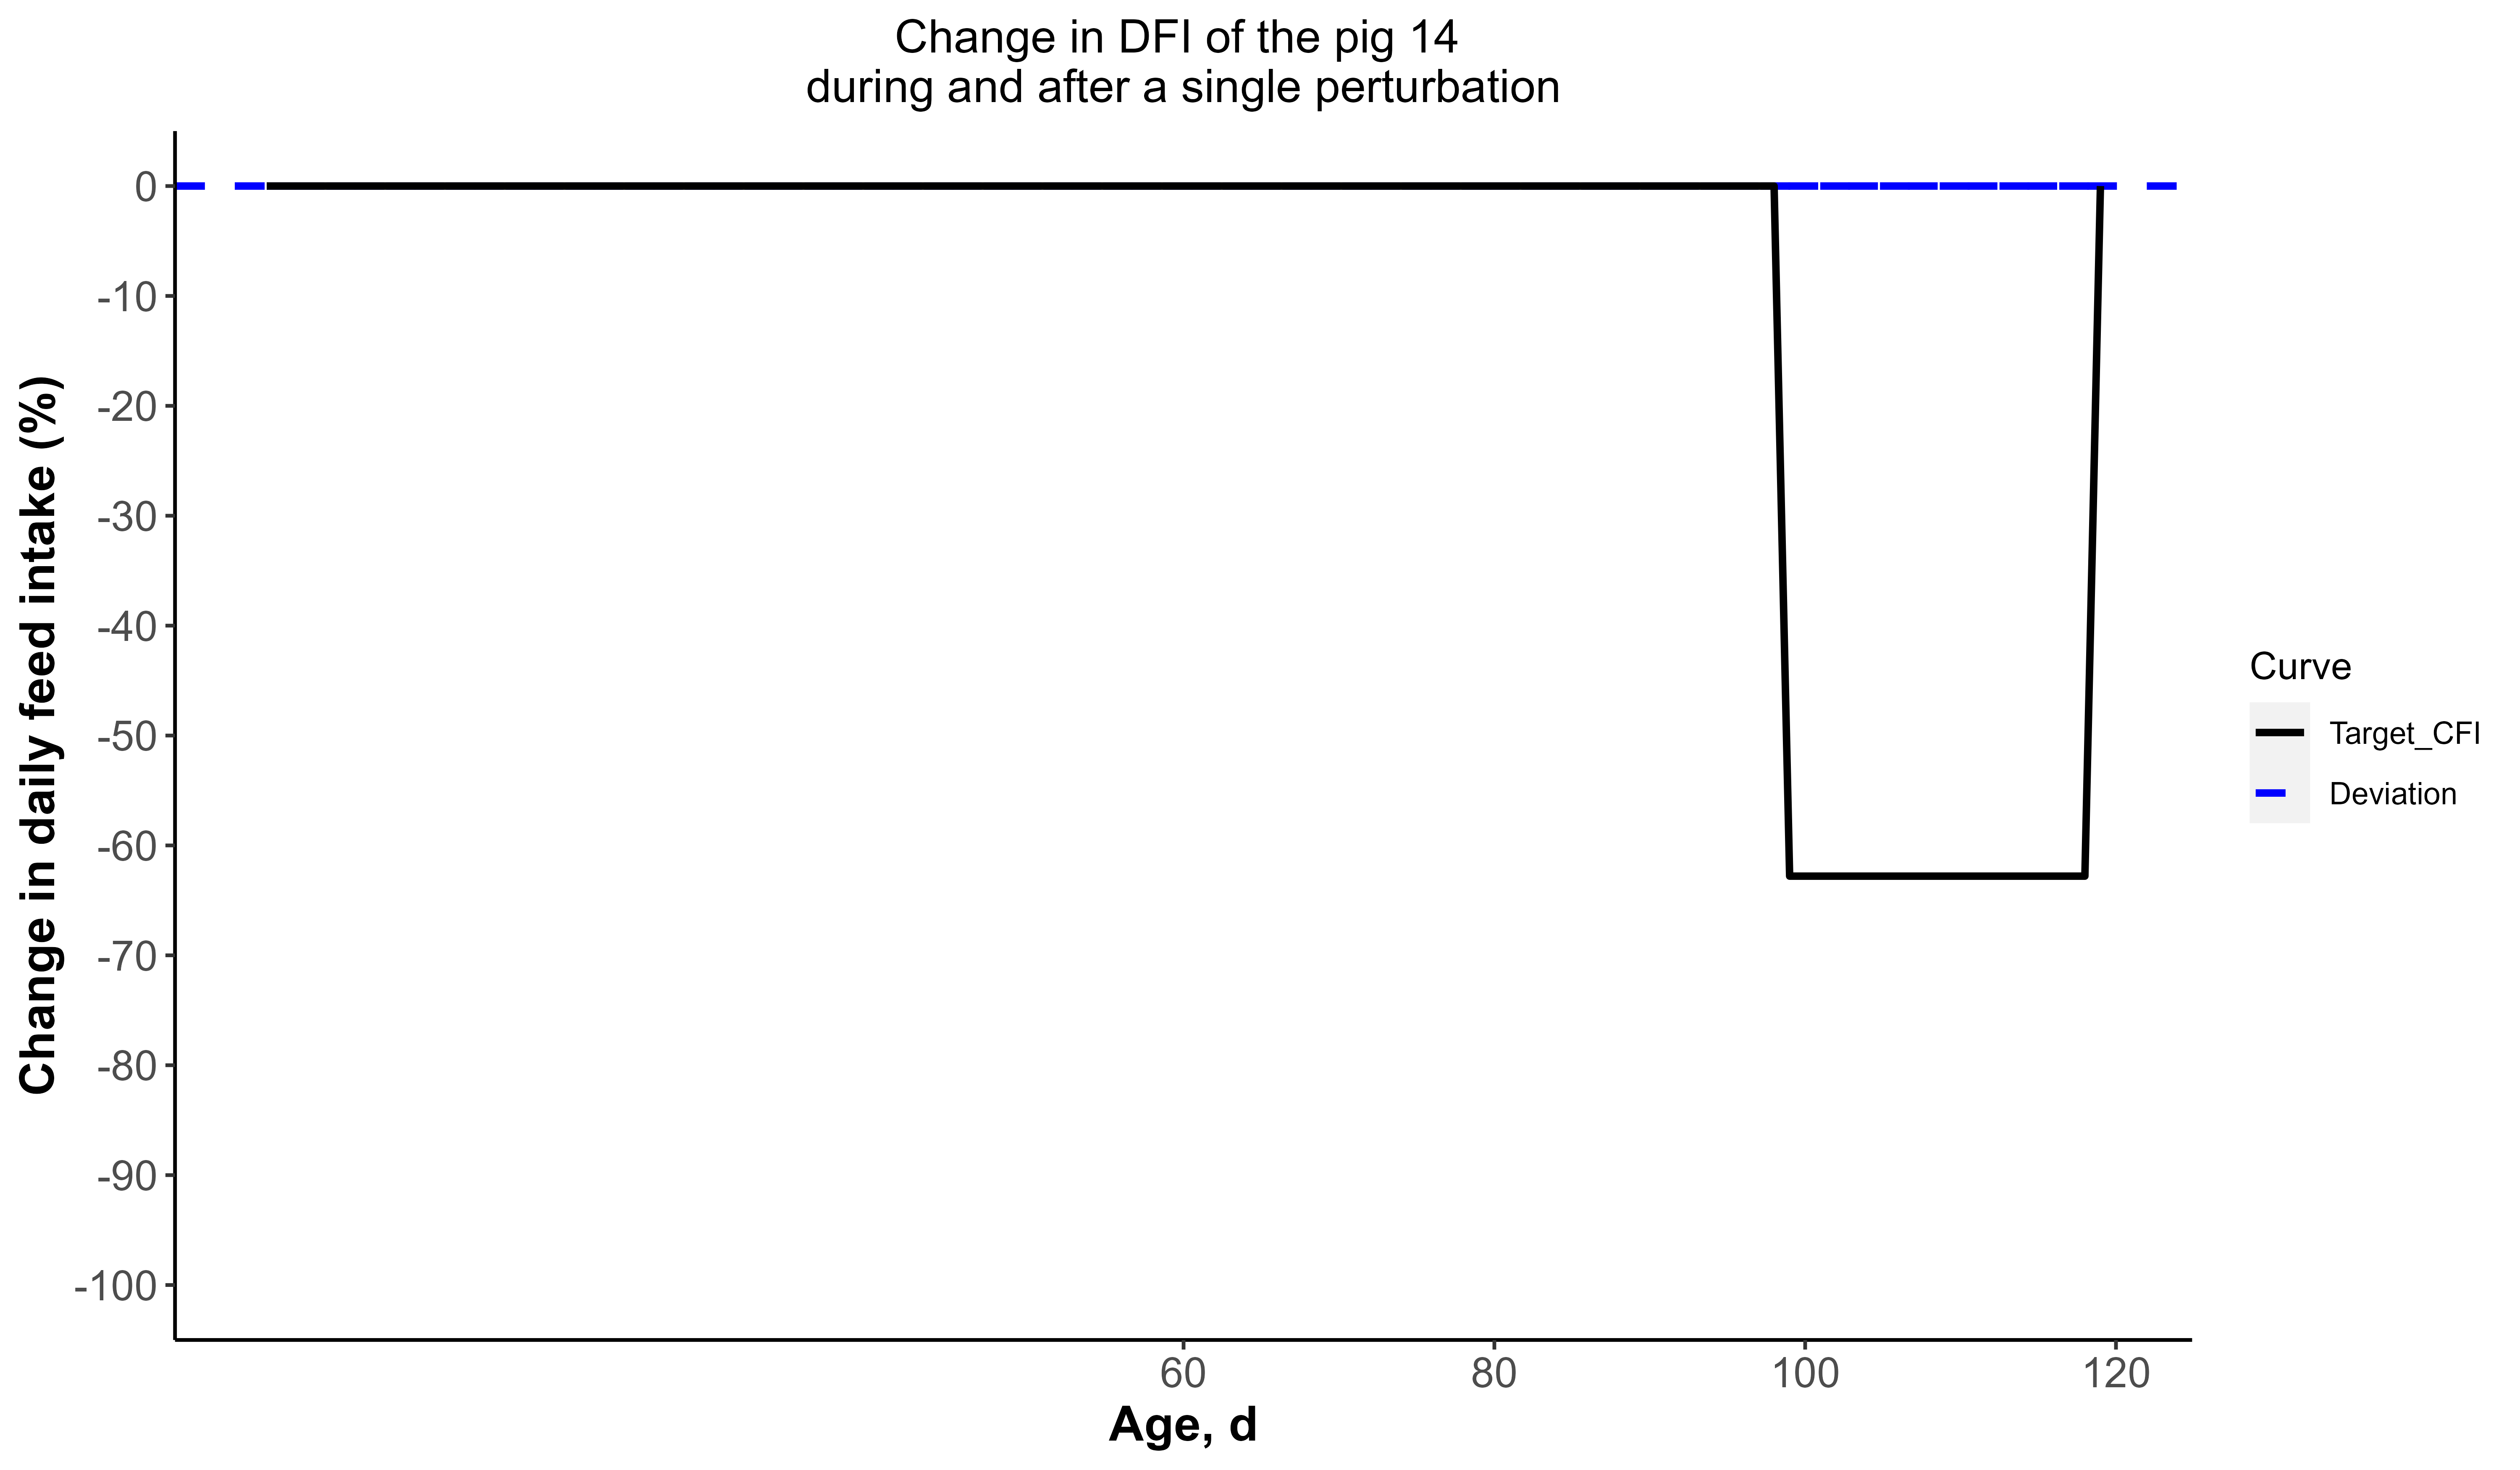 Change in DFI of the pig 14
during and after a single perturbation
Change in daily feed intake (%)
0
-10
-20
-30
-40
-50
-60
-70
-80
-90
-100
60
80
100
120
Age, d
Curve
Target_CFI
Deviation